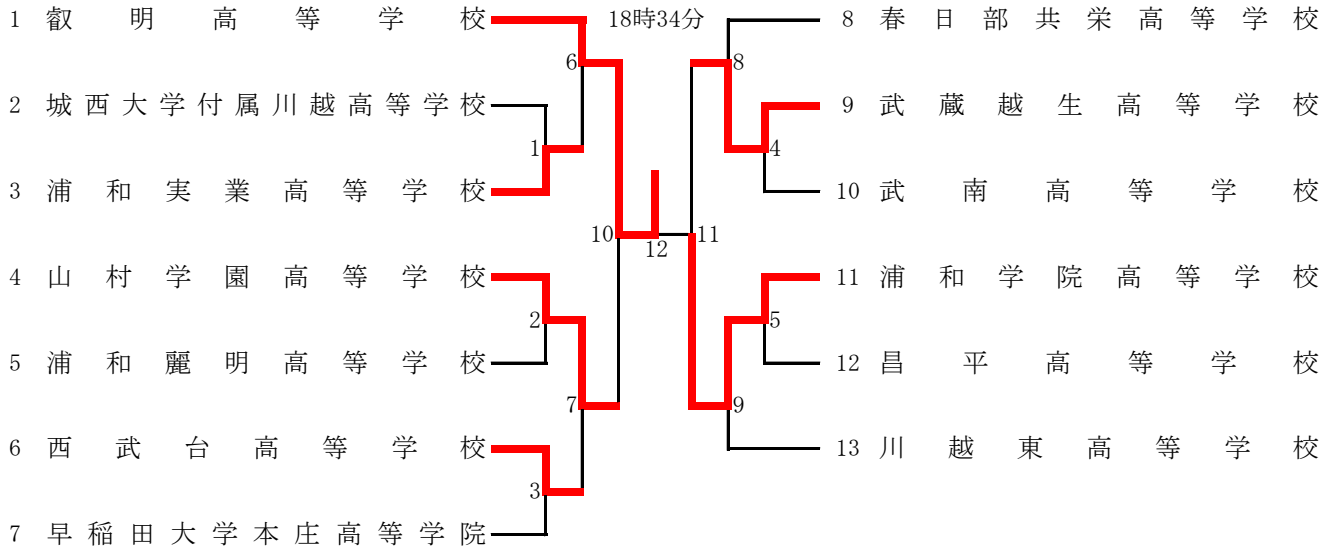 1 叡明高等学校
2 城西大学付属川越高等学校
3 浦和実業高等学校
4 山村学園高等学校
5 浦和麗明高等学校
6 西武台高等学校
7 早稲田大学本庄高等学院
18時34分
6
1
2
7
3
10
12
11
8
4
5
9
8 春日部共栄高等学校
9 武蔵越生高等学校
10 武南高等学校
11 浦和学院高等学校
12 昌平高等学校
13 川越東高等学校